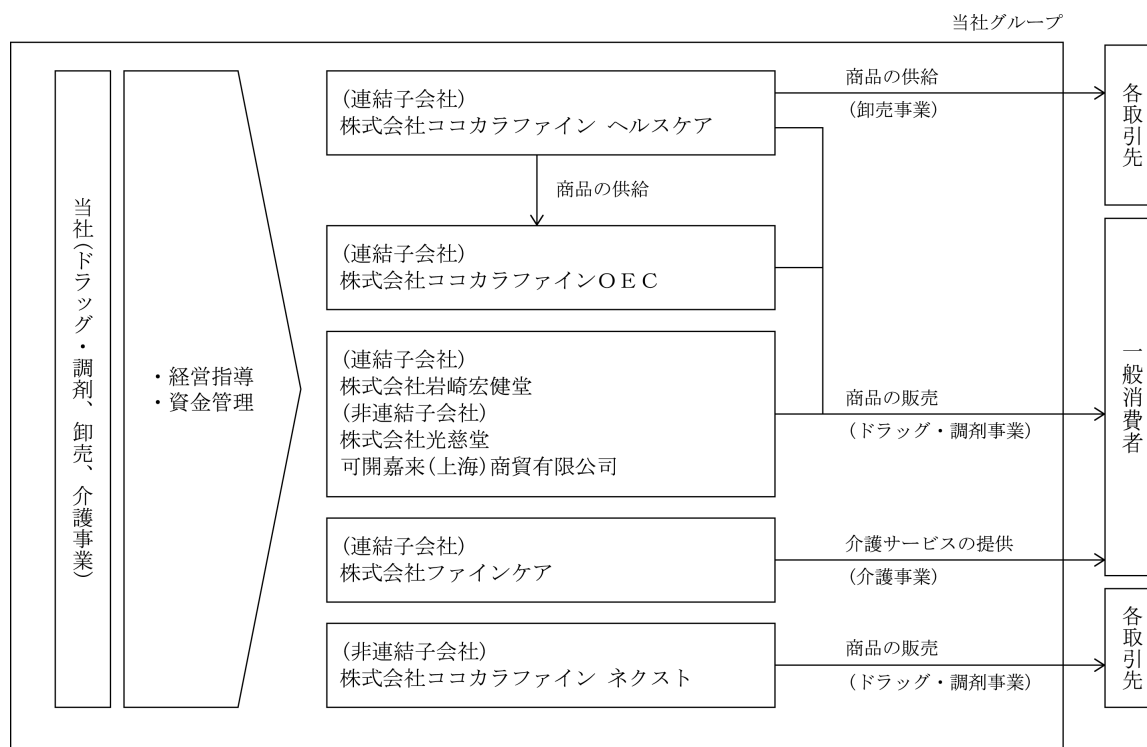 当社グループ
当社(ドラッグ・調剤、卸売、介護事業)
・経営指導
・資金管理
(連結子会社)
株式会社ココカラファイン ヘルスケア
商品の供給
(連結子会社)
株式会社ココカラファインＯＥＣ
(連結子会社)
株式会社岩崎宏健堂
(非連結子会社)
株式会社光慈堂
可開嘉来(上海)商貿有限公司
(連結子会社)
株式会社ファインケア
(非連結子会社)
株式会社ココカラファイン ネクスト
商品の供給
(卸売事業)
商品の販売
(ドラッグ・調剤事業)
介護サービスの提供
(介護事業)
商品の販売
(ドラッグ・調剤事業)
各取引先
一般消費者
各取引先